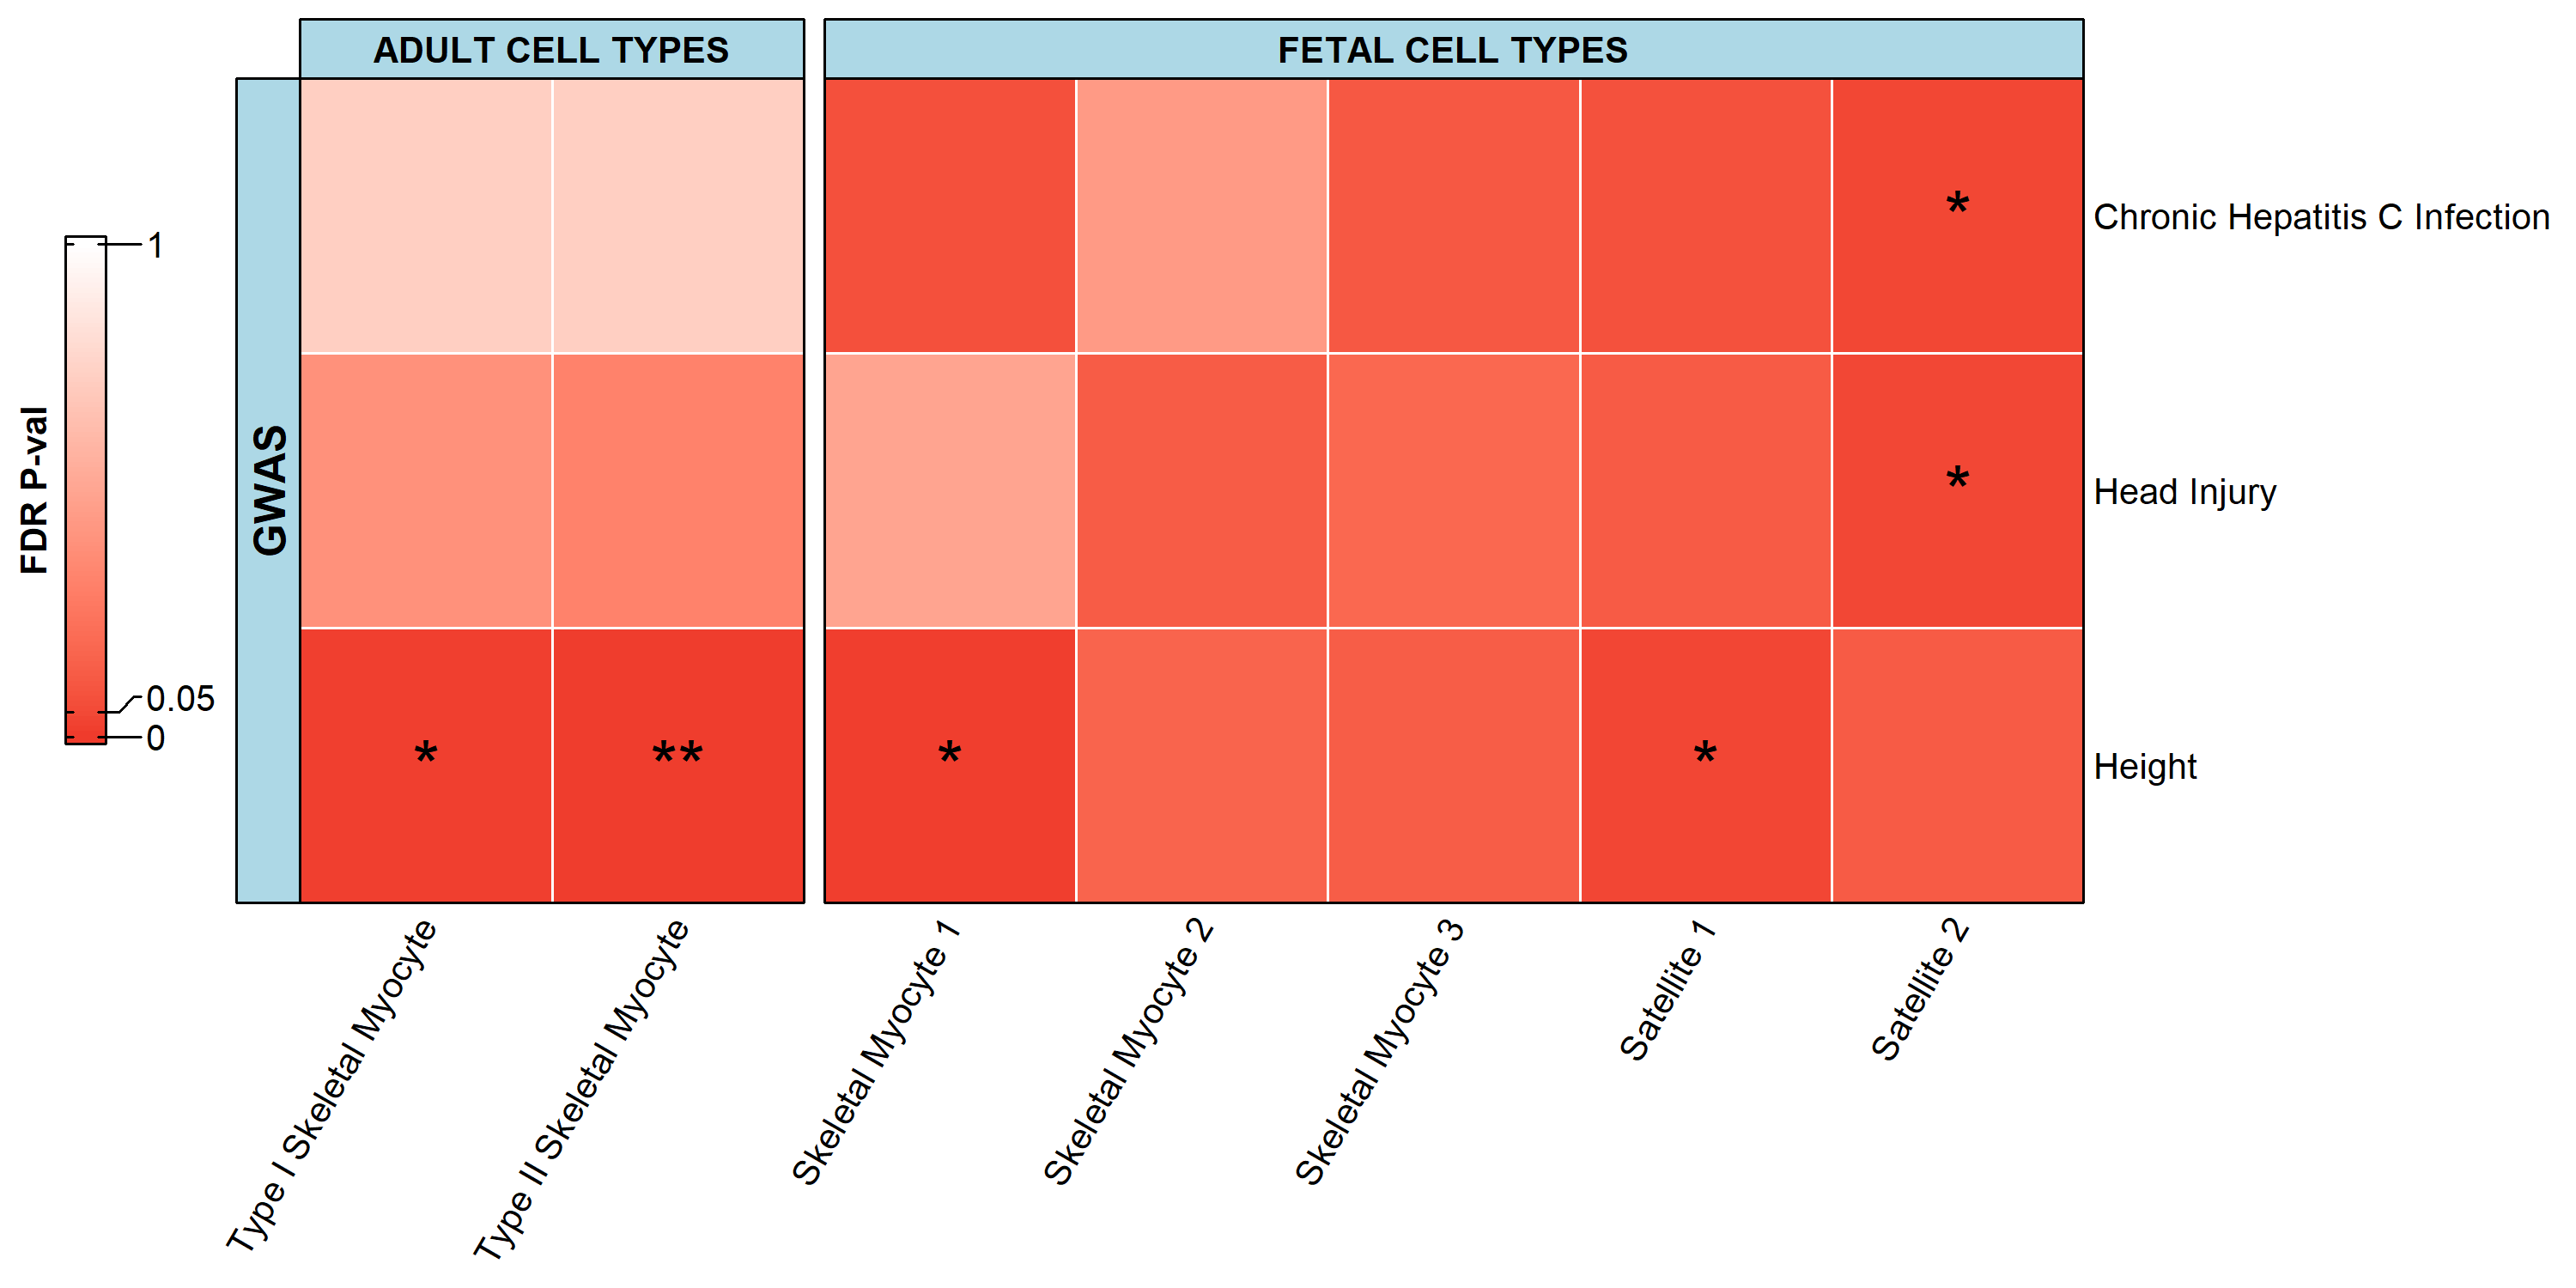 ADULT CELL TYPES
FETAL CELL TYPES
GWAS
FDR P-val
1
0.05
0
*
Chronic Hepatitis C Infection
*
Head Injury
*
**
*
*
Height
Type I Skeletal Myocyte
Type II Skeletal Myocyte
Skeletal Myocyte 1
Skeletal Myocyte 2
Skeletal Myocyte 3
Satellite 1
Satellite 2